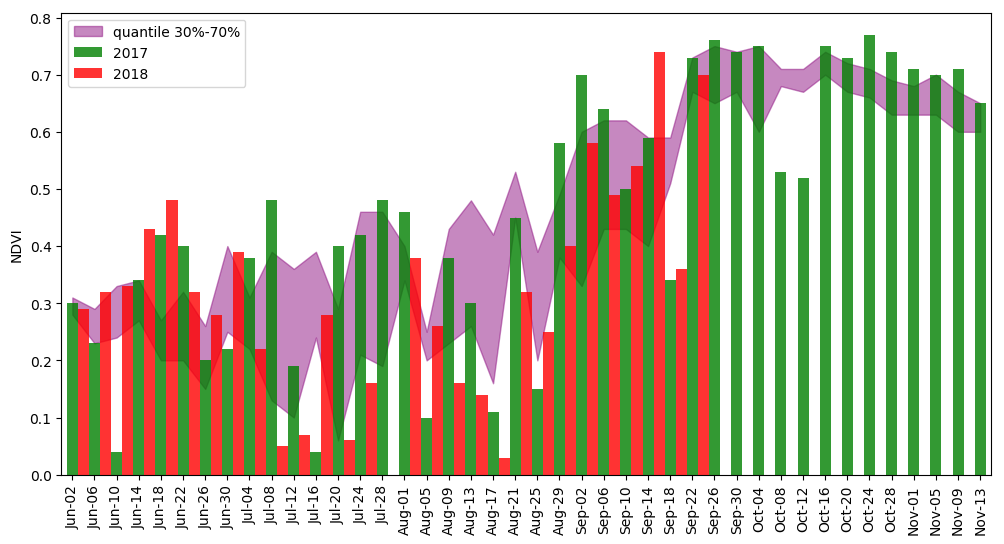 quantile 30%-70%
2017
2018
NDVI
0.8
0.7
0.6
0.5
0.4
0.3
0.2
0.1
0.0
Jun-02
Jun-06
Jun-10
Jun-14
Jun-18
Jun-22
Jun-26
Jun-30
Jul-04
Jul-08
Jul-12
Jul-16
Jul-20
Jul-24
Jul-28
Aug-01
Aug-05
Aug-09
Aug-13
Aug-17
Aug-21
Aug-25
Aug-29
Sep-02
Sep-06
Sep-10
Sep-14
Sep-18
Sep-22
Sep-26
Sep-30
Oct-04
Oct-08
Oct-12
Oct-16
Oct-20
Oct-24
Oct-28
Nov-01
Nov-05
Nov-09
Nov-13